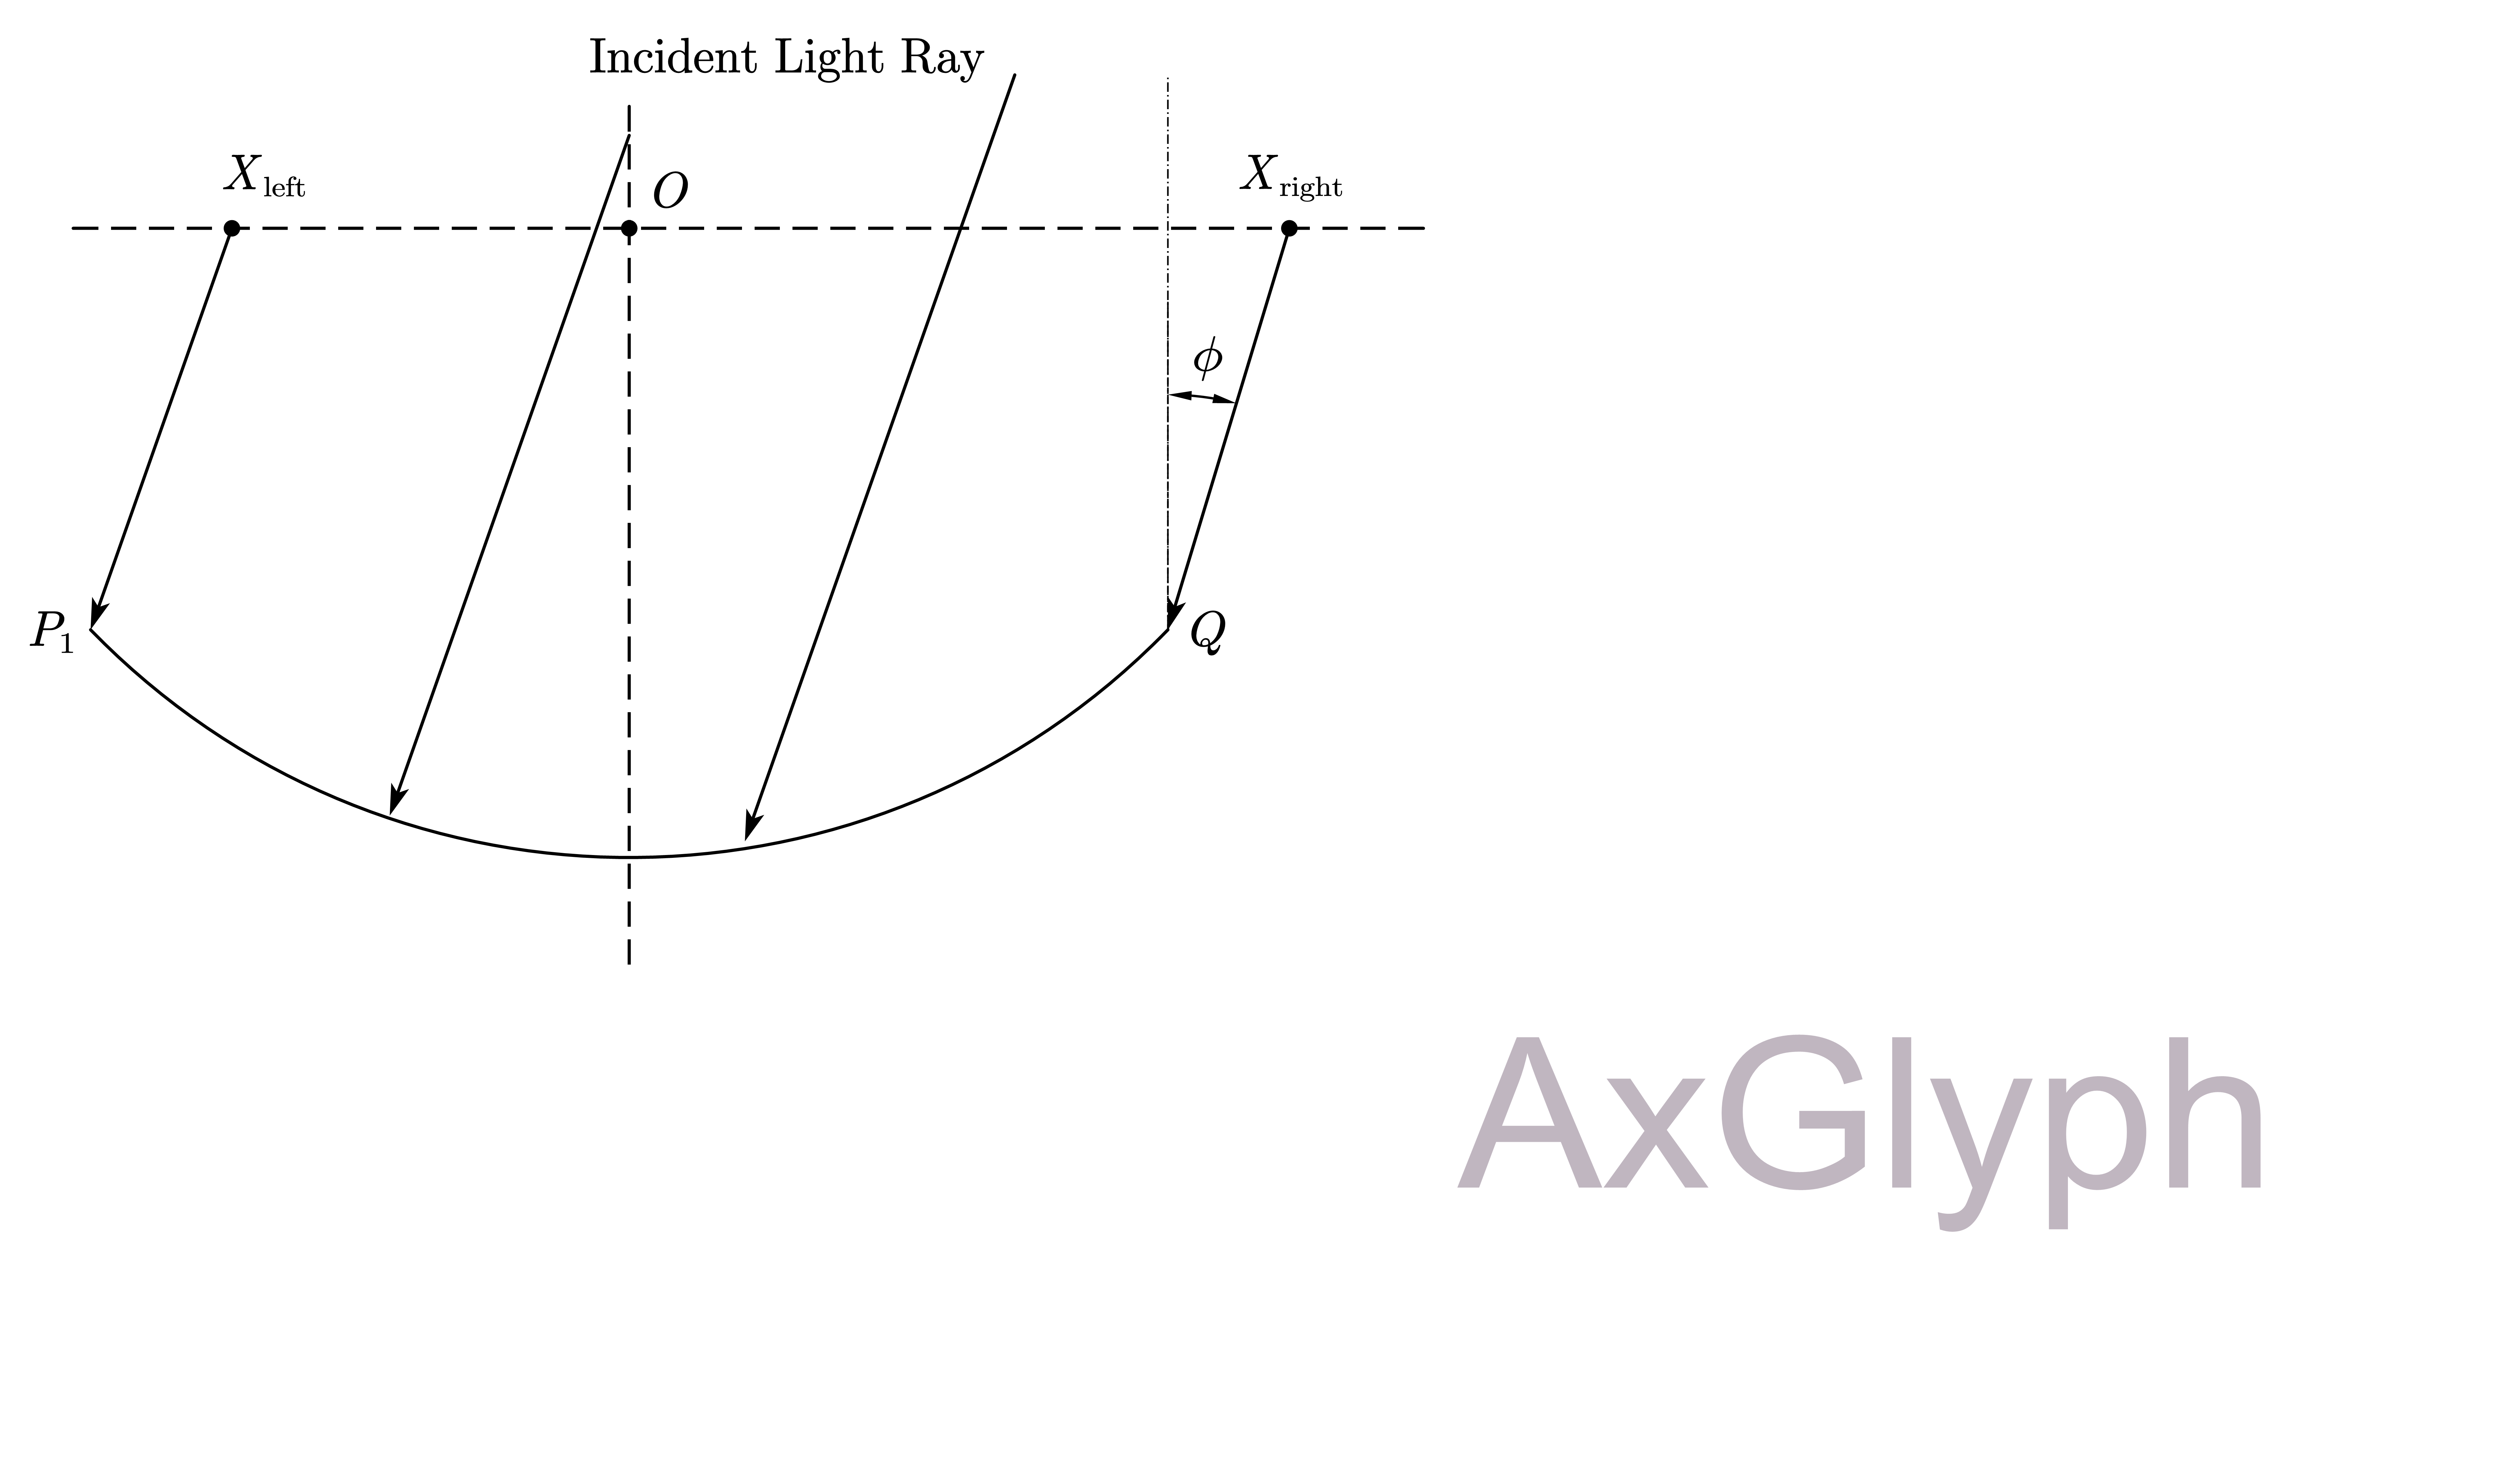 Incident Light Ray
X_left
O
X_right
ϕ
P_1
Q
AxGlyph